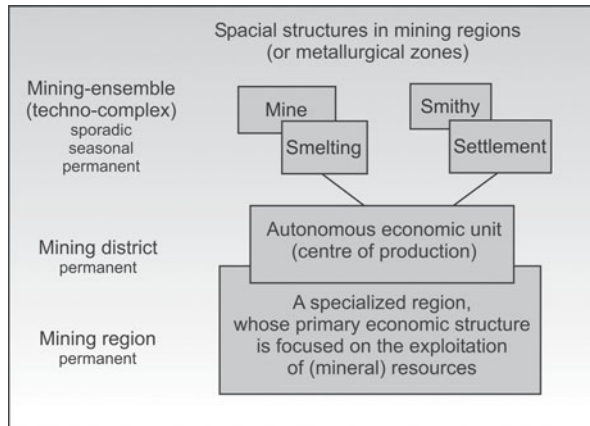 Spacial structures in mining regions
(or metallurgical zones)
Mining-ensemble
(techno-complex)
sporadic
seasonal
permanent
Mine
Smelting
Smithy
Settlement
Mining district
permanent
Autonomous economic unit
(centre of production)
Mining region
permanent
A specialized region,
whose primary economic structure
is focused on the exploitation
of (mineral) resources